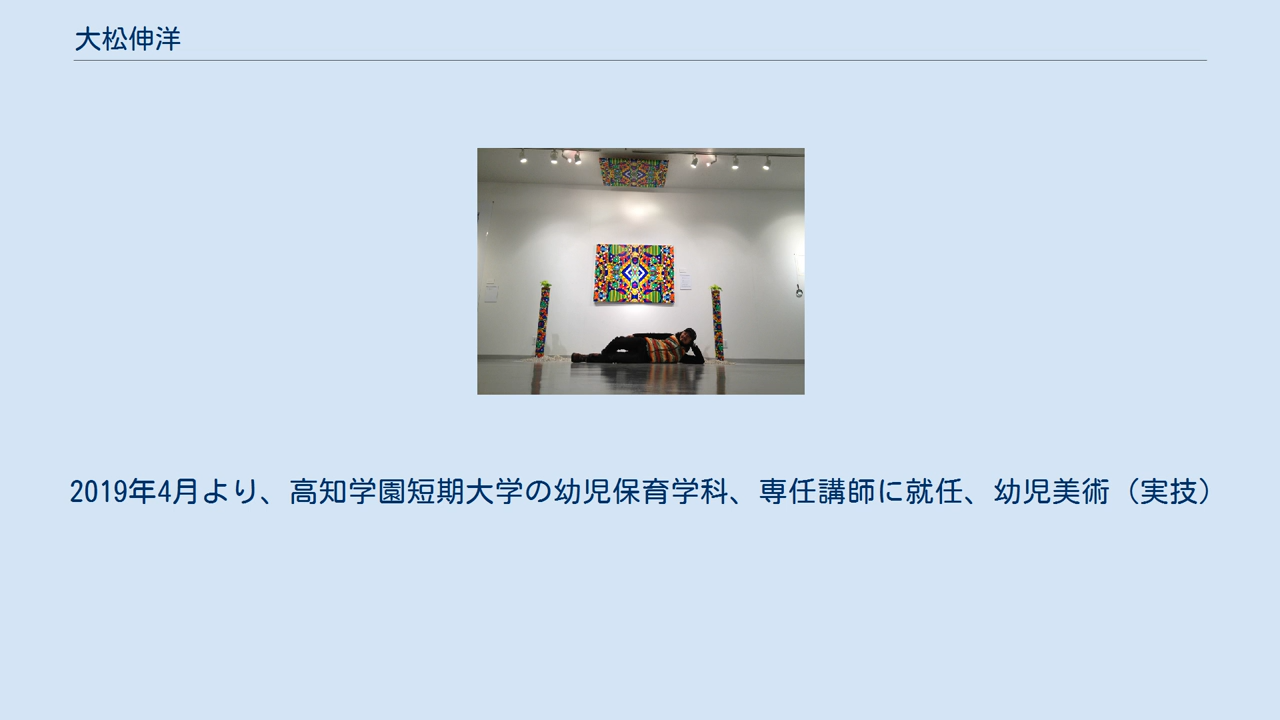 大松伸洋
2019年4月より、高知学園短期大学の幼児保育学科、専任講師に就任、幼児美術（実技）